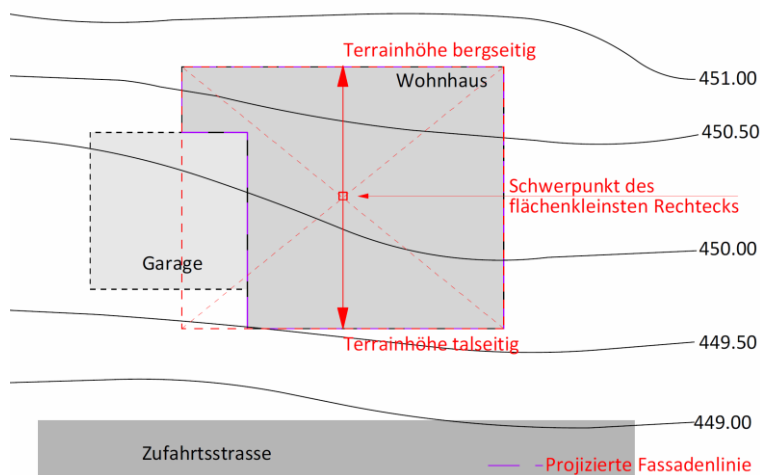 Terrainhöhe bergseitig
Wohnhaus
451.00
450.50
Schwerpunkt des
flächenkleinsten Rechtecks
450.00
Garage
449.50
Terrainhöhe talseitig
449.00
Zufahrtsstrasse
Projizierte Fassadenlinie